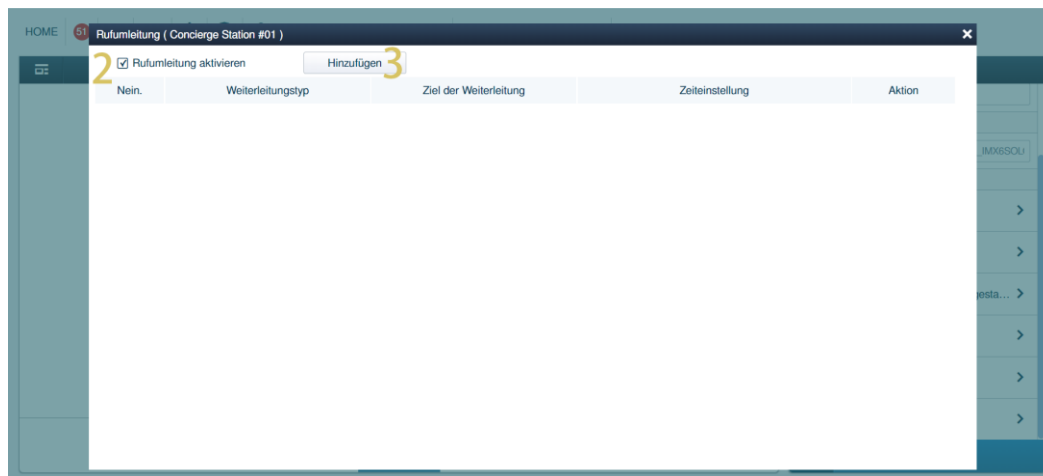 HOME 51
Rufumleitung ( Concierge Station #01 )
2 Rufumleitung aktivieren Hinzufügen 3
Nein. Weiterleitungstyp Ziel der Weiterleitung Zeiteinstellung Aktion
_IMX6SOLO
gesta...